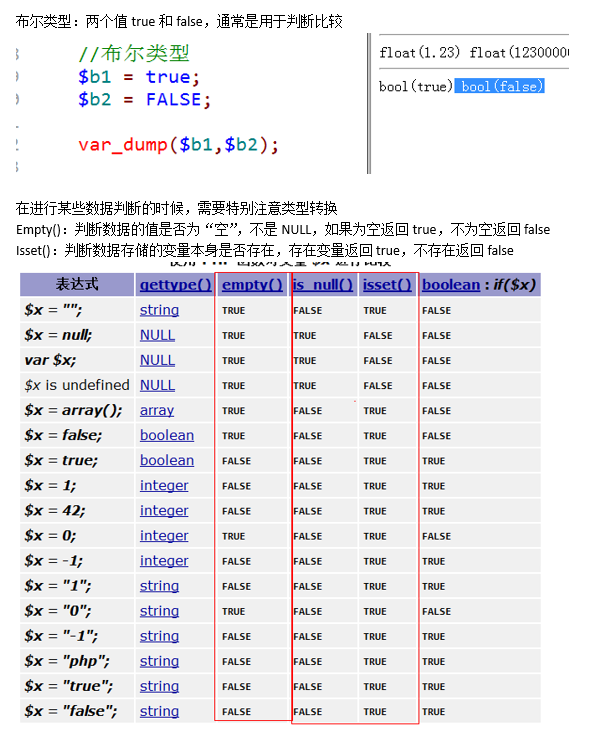 布尔类型：两个值 true 和 false，通常是用于判断比较
//布尔类型
$b1 = true;
$b2 = FALSE;
var_dump($b1,$b2);
float(1.23) float(1230000
bool(true) bool(false)
在进行某些数据判断的时候，需要特别注意类型转换
Empty()：判断数据的值是否为“空”，不是 NULL，如果为空返回 true，不为空返回 false
Isset()：判断数据存储的变量本身是否存在，存在变量返回 true，不存在返回 false
表达式 gettype() empty() is_null() isset() boolean : if($x)
$x = ""; string TRUE FALSE TRUE FALSE
$x = null; NULL TRUE TRUE FALSE FALSE
var $x; NULL TRUE TRUE FALSE FALSE
$x is undefined NULL TRUE TRUE FALSE FALSE
$x = array(); array TRUE FALSE TRUE FALSE
$x = false; boolean TRUE FALSE TRUE FALSE
$x = true; boolean FALSE FALSE TRUE TRUE
$x = 1; integer FALSE FALSE TRUE TRUE
$x = 42; integer FALSE FALSE TRUE TRUE
$x = 0; integer TRUE FALSE TRUE FALSE
$x = -1; integer FALSE FALSE TRUE TRUE
$x = "1"; string FALSE FALSE TRUE TRUE
$x = "0"; string TRUE FALSE TRUE FALSE
$x = "-1"; string FALSE FALSE TRUE TRUE
$x = "php"; string FALSE FALSE TRUE TRUE
$x = "true"; string FALSE FALSE TRUE TRUE
$x = "false"; string FALSE FALSE TRUE TRUE